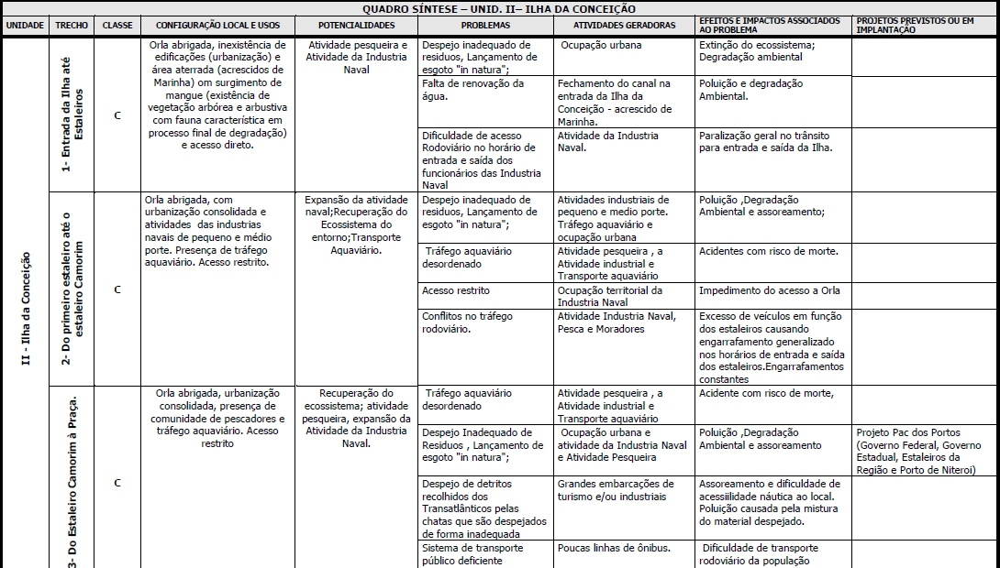 QUADRO SÍNTESE – UNID. II– ILHA DA CONCEIÇÃO
UNIDADE
TRECHO
CLASSE
CONFIGURAÇÃO LOCAL E USOS
POTENCIALIDADES
PROBLEMAS
ATIVIDADES GERADORAS
EFEITOS E IMPACTOS ASSOCIADOS
AO PROBLEMA
PROJETOS PREVISTOS OU EM
IMPLANTAÇÃO
II - Ilha da Conceição
1- Entrada da Ilha até
Estaleiros
C
Orla abrigada, inexistência de
edificações (urbanização) e
área aterrada (acrescidos de
Marinha) om surgimento de
mangue (existência de
vegetação arbórea e arbustiva
com fauna característica em
processo final de degradação)
e acesso direto.
Atividade pesqueira e
Atividade da Industria
Naval
Despejo inadequado de
residuos, Lançamento de
esgoto "in natura";
Ocupação urbana
Extinção do ecossistema;
Degradação ambiental
Falta de renovação da
água.
Fechamento do canal na
entrada da Ilha da
Conceição - acrescido de
Marinha.
Poluição e degradação
Ambiental.
Dificuldade de acesso
Rodoviário no horário de
entrada e saída dos
funcionários das Industria
Naval
Atividade da Industria
Naval.
Paralização geral no trânsito
para entrada e saída da Ilha.
2- Do primeiro estaleiro até o
estaleiro Camorim
C
Orla abrigada, com
urbanização consolidada e
atividades das industrias
navais de pequeno e médio
porte. Presença de tráfego
aquaviário. Acesso restrito.
Expansão da atividade
naval;Recuperação do
Ecossistema do
entorno;Transporte
Aquaviário.
Despejo inadequado de
residuos, Lançamento de
esgoto "in natura";
Atividades industriais de
pequeno e medio porte.
Tráfego aquaviário e
ocupação urbana
Poluição ,Degradação
Ambiental e assoreamento;
Tráfego aquaviário
desordenado
Atividade pesqueira , a
Atividade industrial e
Transporte aquaviário
Acidentes com risco de morte.
Acesso restrito
Ocupação territorial da
Industria Naval
Impedimento do acesso a Orla
Conflitos no tráfego
rodoviário.
Atividade Industria Naval,
Pesca e Moradores
Excesso de veículos em função
dos estaleiros causando
engarrafamento generalizado
nos horários de entrada e saída
dos estaleiros.Engarrafamentos
constantes
3- Do Estaleiro Camorim à Praça.
C
Orla abrigada, urbanização
consolidada, presença de
comunidade de pescadores e
tráfego aquaviário. Acesso
restrito
Recuperação do
ecossistema; atividade
pesqueira, expansão da
Atividade da Industria
Naval.
Tráfego aquaviário
desordenado
Atividade pesqueira , a
Atividade industrial e
Transporte aquaviário
Acidente com risco de morte,
Despejo Inadequado de
Residuos , Lançamento de
esgoto "in natura";
Ocupação urbana e
atividade da Industria Naval
e Atividade Pesqueira
Poluição ,Degradação
Ambiental e assoreamento
Projeto Pac dos Portos
(Governo Federal, Governo
Estadual, Estaleiros da
Região e Porto de Niteroi)
Despejo de detritos
recolhidos dos
Transatlânticos pelas
chatas que são despejados
de forma inadequada
Grandes embarcações de
turismo e/ou industriais
Assoreamento e dificuldade de
acessiilidade náutica ao local.
Poluição causada pela mistura
do material despejado.
Sistema de transporte
público deficiente
Poucas linhas de ônibus.
Dificuldade de transporte
rodoviário da população